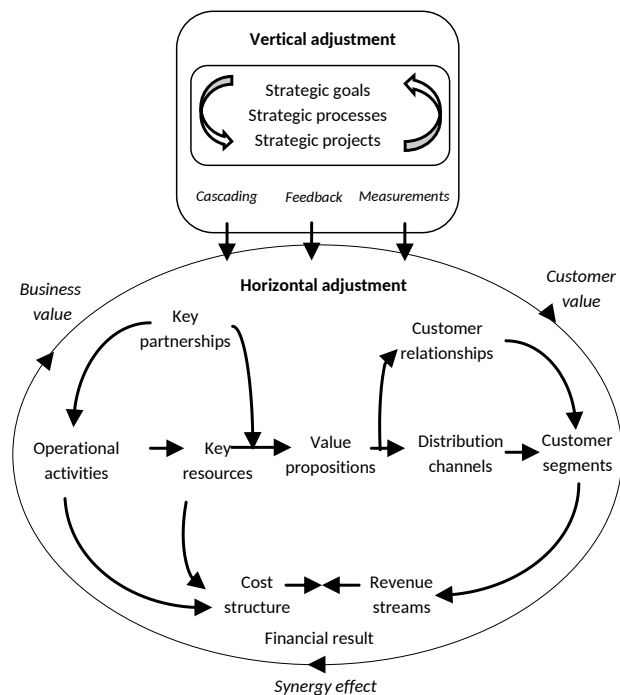 Vertical adjustment
Strategic goals
Strategic processes
Strategic projects
Cascading
Feedback
Measurements
Horizontal adjustment
Business
value
Customer
value
Key
partnerships
Customer
relationships
Operational
activities
Key
resources
Value
propositions
Distribution
channels
Customer
segments
Cost
structure
Revenue
streams
Financial result
Synergy effect